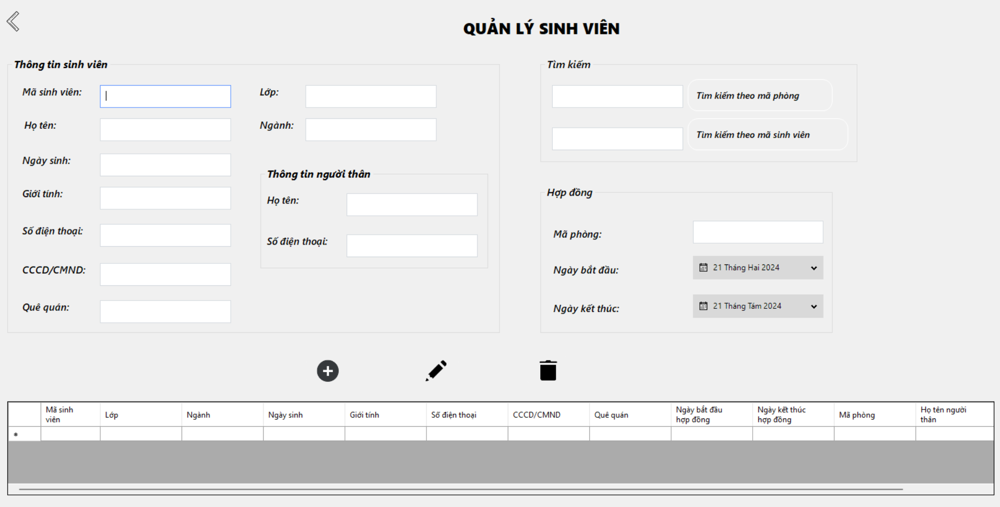 QUẢN LÝ SINH VIÊN
Thông tin sinh viên
Mã sinh viên:
Lớp:
Họ tên:
Ngành:
Ngày sinh:
Giới tính:
Số điện thoại:
CCCD/CMND:
Quê quán:
Thông tin người thân
Họ tên:
Số điện thoại:
Tìm kiếm
Tìm kiếm theo mã phòng
Tìm kiếm theo mã sinh viên
Hợp đồng
Mã phòng:
Ngày bắt đầu:
21 Tháng Hai 2024
Ngày kết thúc:
21 Tháng Tám 2024
Mã sinh
viên
Lớp
Ngành
Ngày sinh
Giới tính
Số điện thoại
CCCD/CMND
Quê quán
Ngày bắt đầu
hợp đồng
Ngày kết thúc
hợp đồng
Mã phòng
Họ tên người
thân